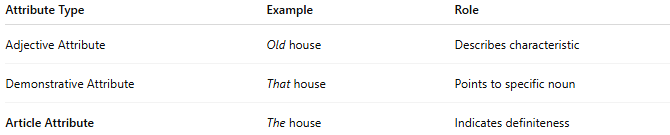 Attribute Type Example Role
Adjective Attribute Old house Describes characteristic
Demonstrative Attribute That house Points to specific noun
Article Attribute The house Indicates definiteness